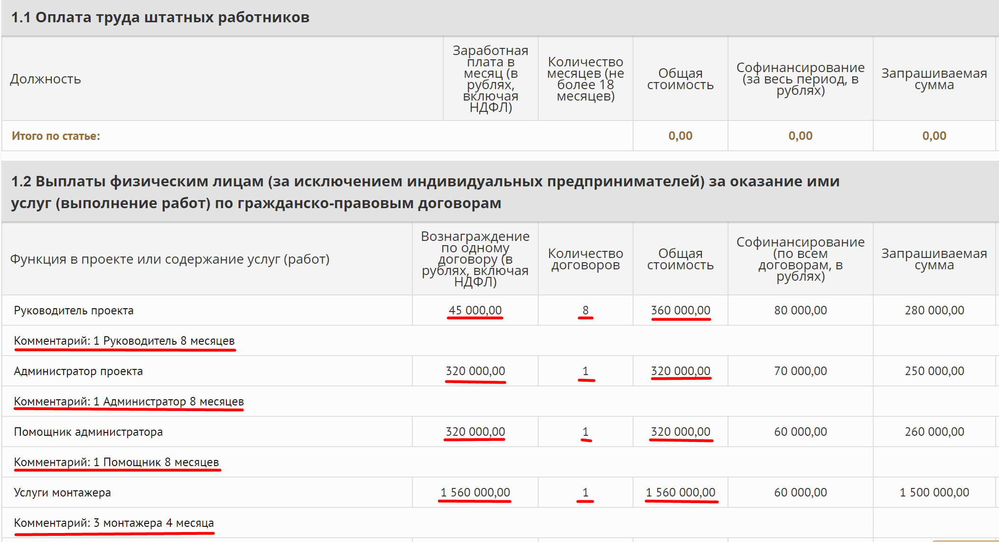 1.1 Оплата труда штатных работников
Должность
Заработная
плата в
месяц (в
рублях,
включая
НДФЛ)
Количество
месяцев (не
более 18
месяцев)
Общая
стоимость
Софинансирование
(за весь период, в
рублях)
Запрашиваемая
сумма
Итого по статье: 0,00 0,00 0,00
1.2 Выплаты физическим лицам (за исключением индивидуальных предпринимателей) за оказание ими
услуг (выполнение работ) по гражданско-правовым договорам
Функция в проекте или содержание услуг (работ)
Вознаграждение
по одному
договору (в
рублях, включая
НДФЛ)
Количество
договоров
Общая
стоимость
Софинансирование
(по всем
договорам, в
рублях)
Запрашиваемая
сумма
Руководитель проекта 45 000,00 8 360 000,00 80 000,00 280 000,00
Комментарий: 1 Руководитель 8 месяцев
Администратор проекта 320 000,00 1 320 000,00 70 000,00 250 000,00
Комментарий: 1 Администратор 8 месяцев
Помощник администратора 320 000,00 1 320 000,00 60 000,00 260 000,00
Комментарий: 1 Помощник 8 месяцев
Услуги монтажера 1 560 000,00 1 1 560 000,00 60 000,00 1 500 000,00
Комментарий: 3 монтажера 4 месяца